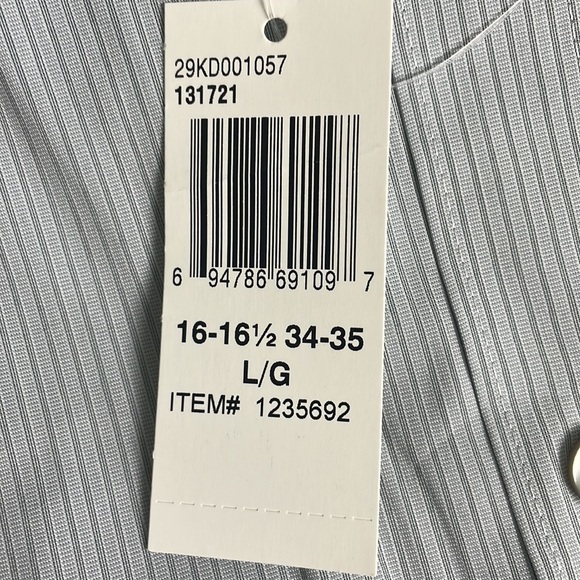 29KD001057
131721
6 94786 69109 7
16-16½ 34-35
L/G
ITEM# 1235692